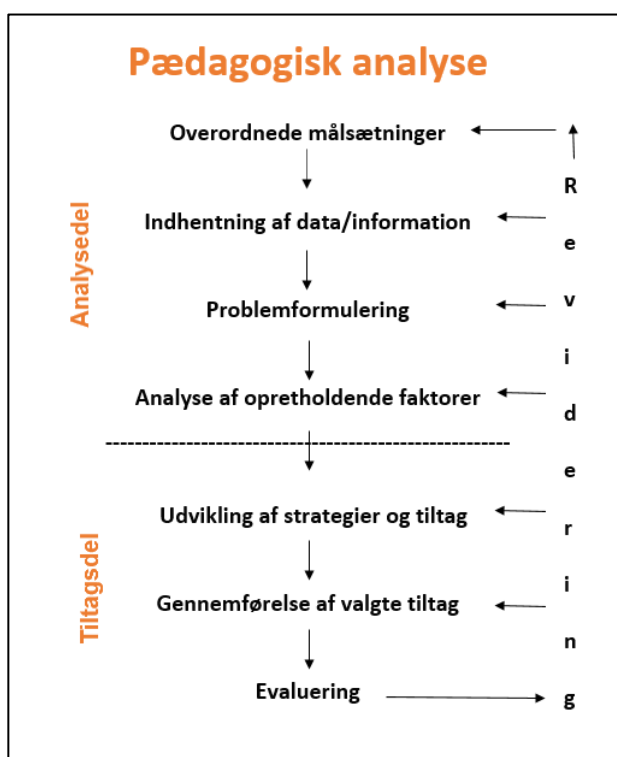 Pædagogisk analyse
Overordnede målsætninger
Indhentning af data/information
Problemformulering
Analyse af opretholdende faktorer
Udvikling af strategier og tiltag
Gennemførelse af valgte tiltag
Evaluering
Analysedel
Tiltagsdel
Revidering